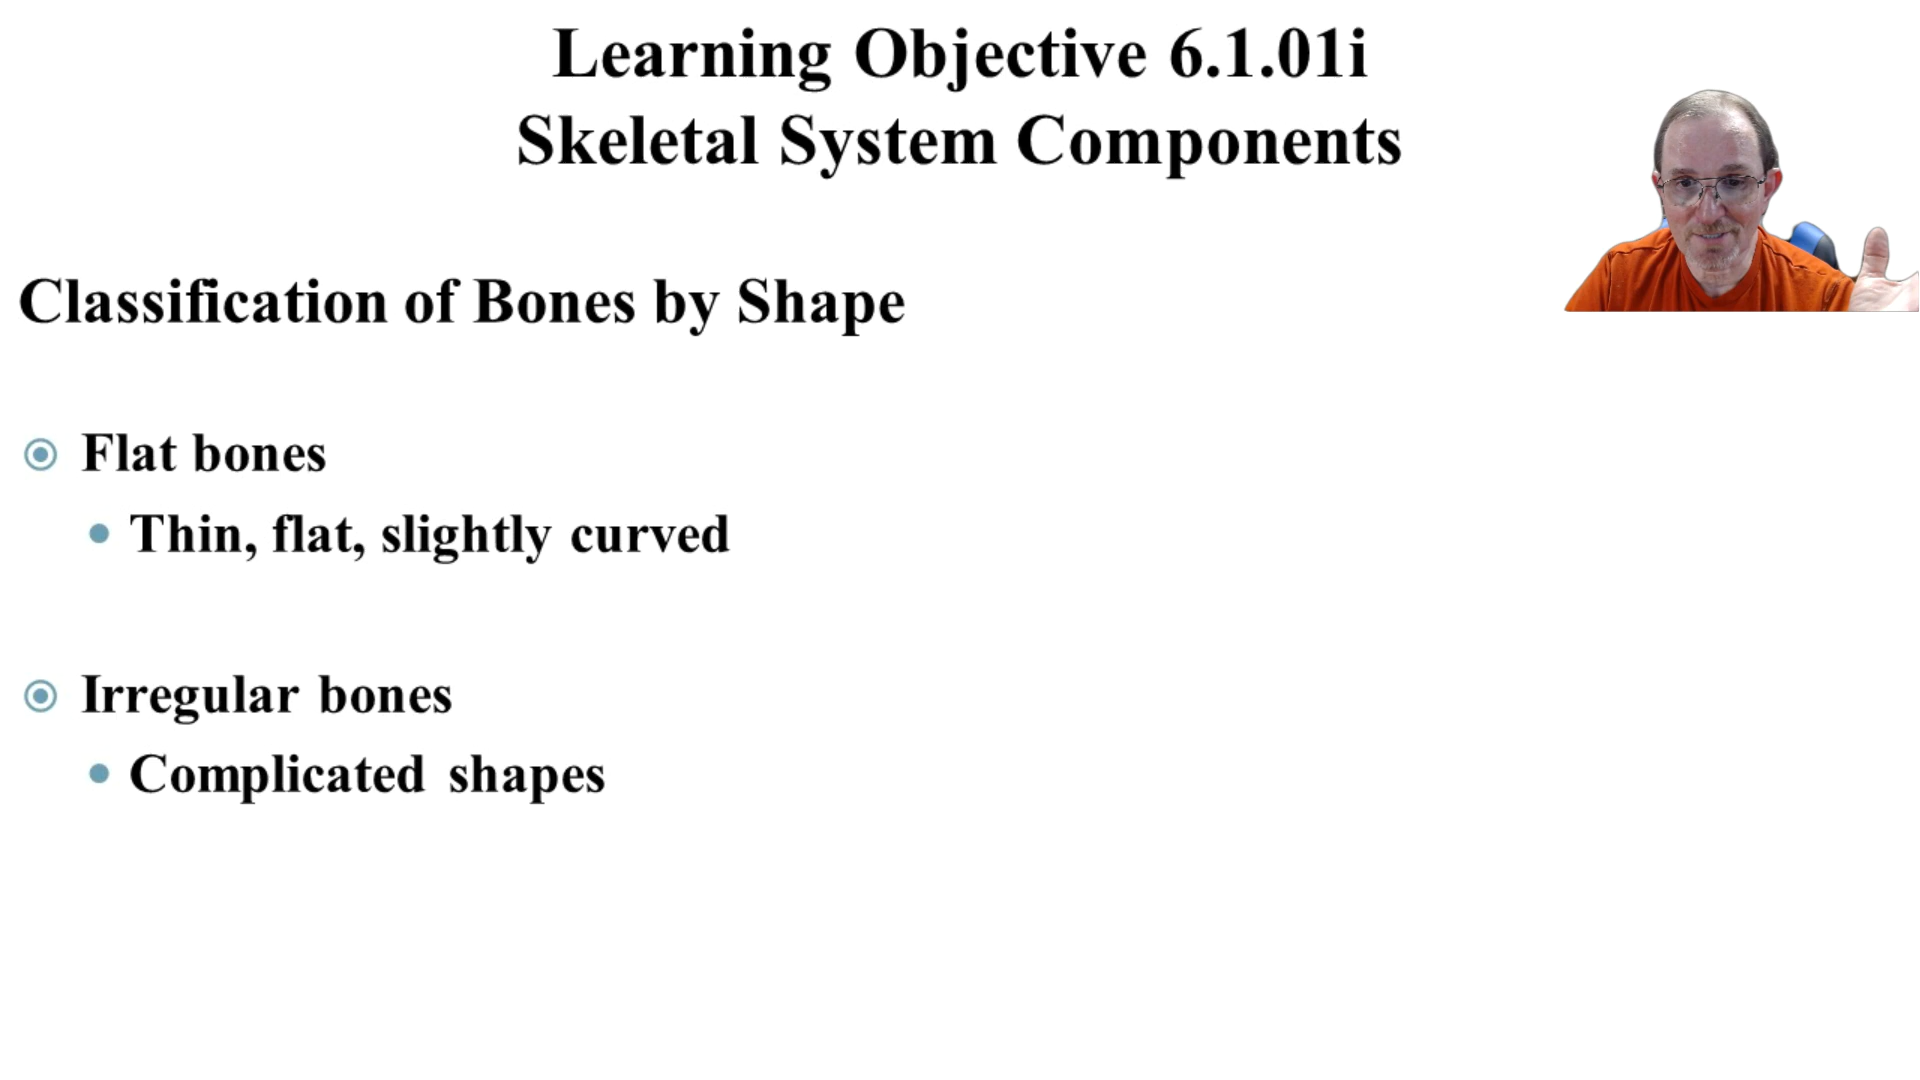 Learning Objective 6.1.01i
Skeletal System Components
Classification of Bones by Shape
Flat bones
Thin, flat, slightly curved
Irregular bones
Complicated shapes